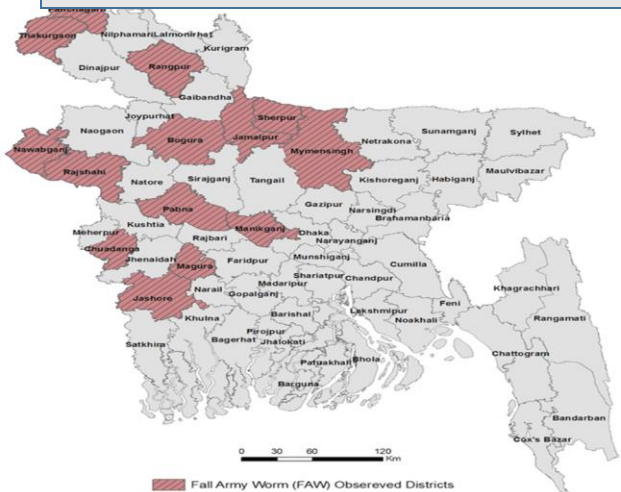 Thakurgaon
Nilphamari
Lalmonirhat
Kurigram
Dinajpur
Rangpur
Gaibandha
Joypurhat
Naogaon
Bogura
Sherpur
Jamalpur
Mymensingh
Netrakona
Sunamganj
Sylhet
Nawabganj
Rajshahi
Natore
Sirajganj
Tangail
Kishoreganj
Habiganj
Maulvibazar
Gazipur
Pabna
Manikganj
Narsingdi
Brahamanbaria
Meherpur
Kushtia
Dhaka
Rajbari
Narayanganj
Chuadanga
Jhenaidah
Magura
Faridpur
Munshiganj
Cumilla
Shariatpur
Chandpur
Madaripur
Narail
Gopalganj
Jashore
Khulna
Barishal
Lakshmipur
Noakhali
Feni
Khagrachhari
Rangamati
Satkhira
Bagerhat
Pirojpur
Jhalokati
Patuakhali
Bhola
Barguna
Chattogram
Bandarban
Cox's Bazar
0 30 60 120
Km
Fall Army Worm (FAW) Obsereved Districts